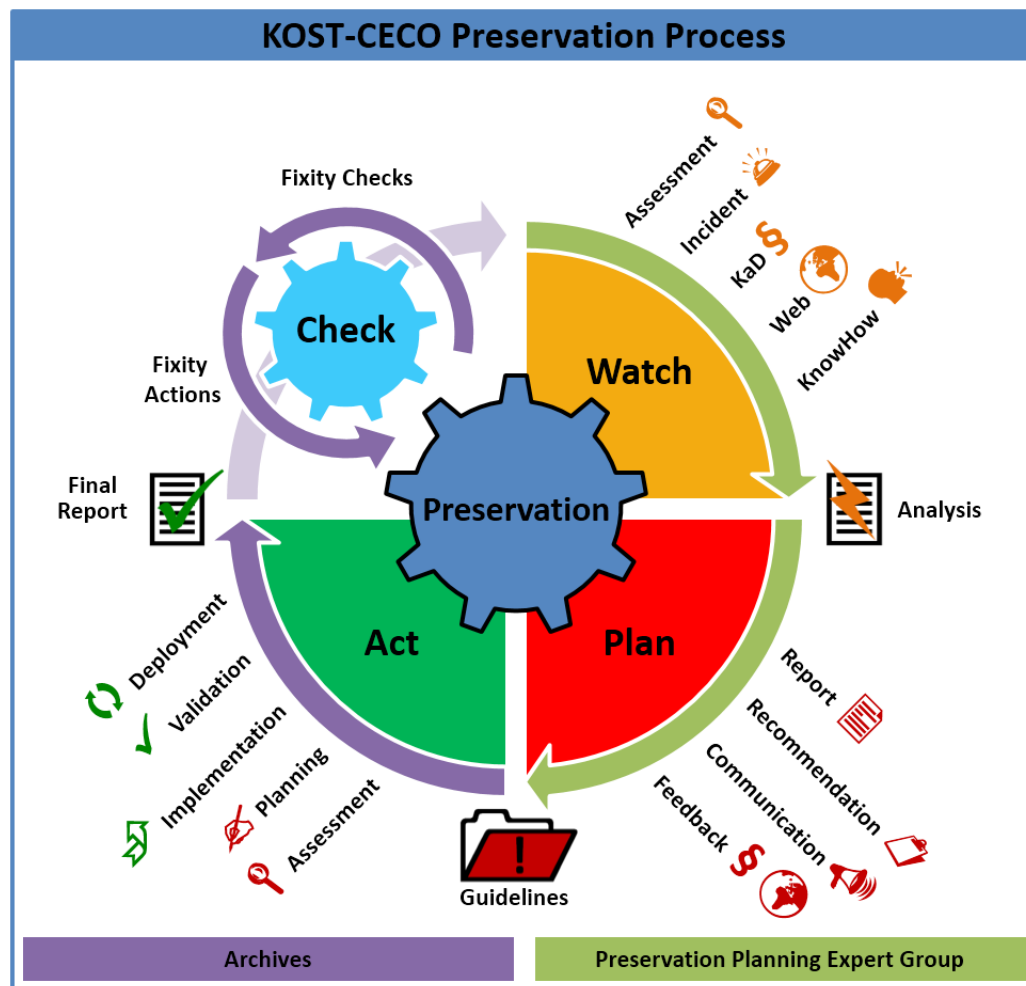 KOST-CECO Preservation Process
Fixity Checks
Assessment
Incident
KaD
§
Web
KnowHow
Check
Watch
Fixity
Actions
Final
Report
Preservation
Analysis
Act
Plan
Deployment
Validation
Implementation
Planning
Assessment
Report
Recommendation
Communication
Feedback
§
!
Guidelines
Archives
Preservation Planning Expert Group